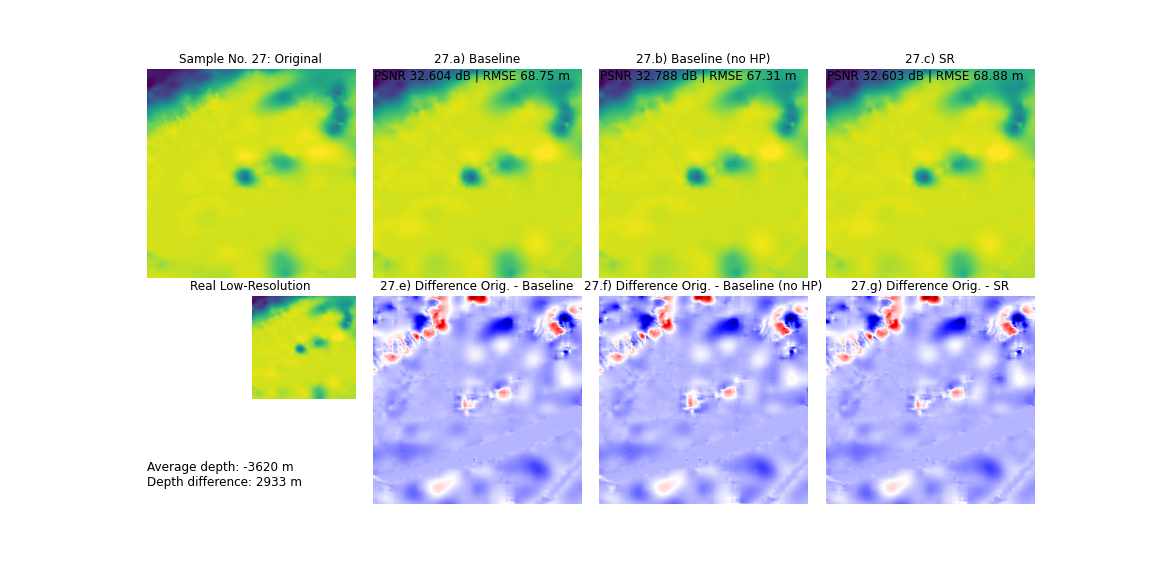 Sample No. 27: Original
27.a) Baseline
27.b) Baseline (no HP)
27.c) SR
PSNR 32.604 dB | RMSE 68.75 m
PSNR 32.788 dB | RMSE 67.31 m
PSNR 32.603 dB | RMSE 68.88 m
Real Low-Resolution
27.e) Difference Orig. - Baseline
27.f) Difference Orig. - Baseline (no HP)
27.g) Difference Orig. - SR
Average depth: -3620 m
Depth difference: 2933 m